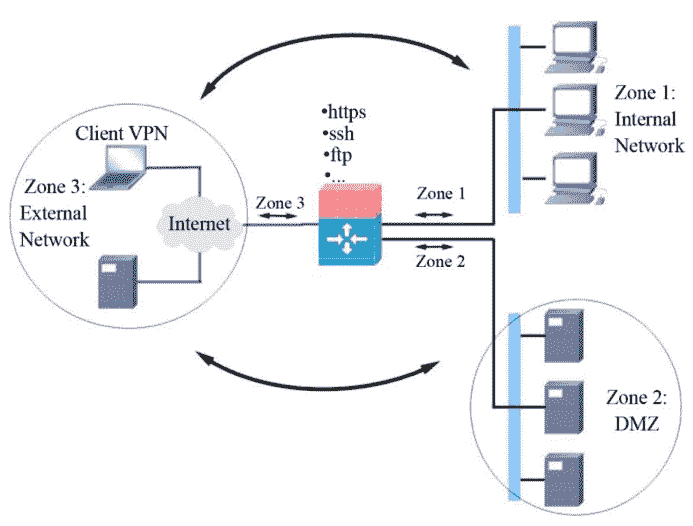 •https
•ssh
•ftp
•...
Client VPN
Zone 3:
External
Network
Internet
Zone 3
Zone 1
Zone 2
Zone 1:
Internal
Network
Zone 2:
DMZ